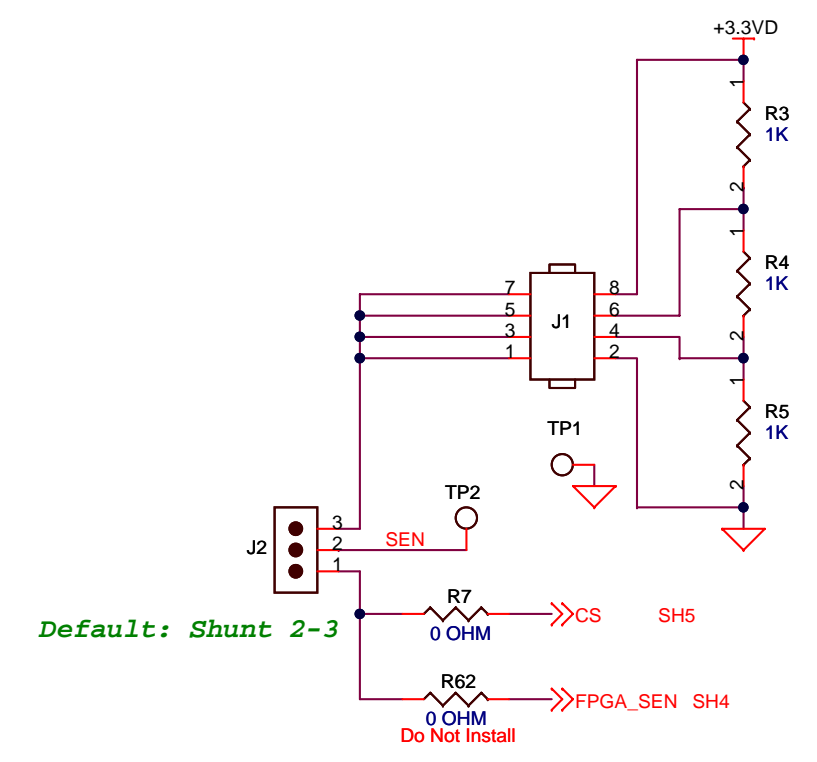 +3.3VD
1
R3
1K
2
1
R4
1K
2
1
R5
1K
2
7
5
3
1
J1
8
6
4
2
TP1
TP2
J2
3
2
1
SEN
Default: Shunt 2-3
R7
0 OHM
CS SH5
R62
0 OHM
Do Not Install
FPGA_SEN SH4